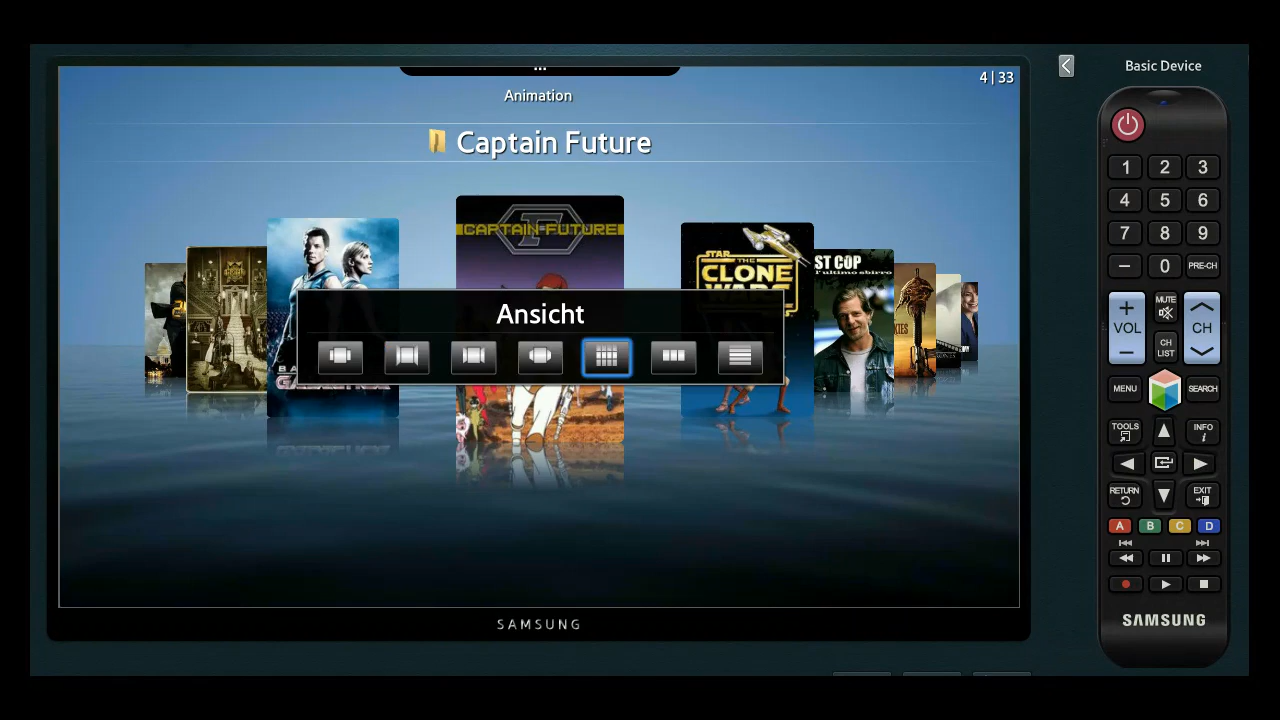 ...
4 | 33
Animation
Captain Future
CAPTAIN FUTURE
STAR
THE
CLONE
WARS
ST COP
l'ultimo sbirro
Ansicht
SAMSUNG
Basic Device
1 2 3
4 5 6
7 8 9
− 0 PRE-CH
+ MUTE
VOL CH
− CH
LIST
MENU SEARCH
TOOLS INFO
i
RETURN EXIT
A B C D
SAMSUNG